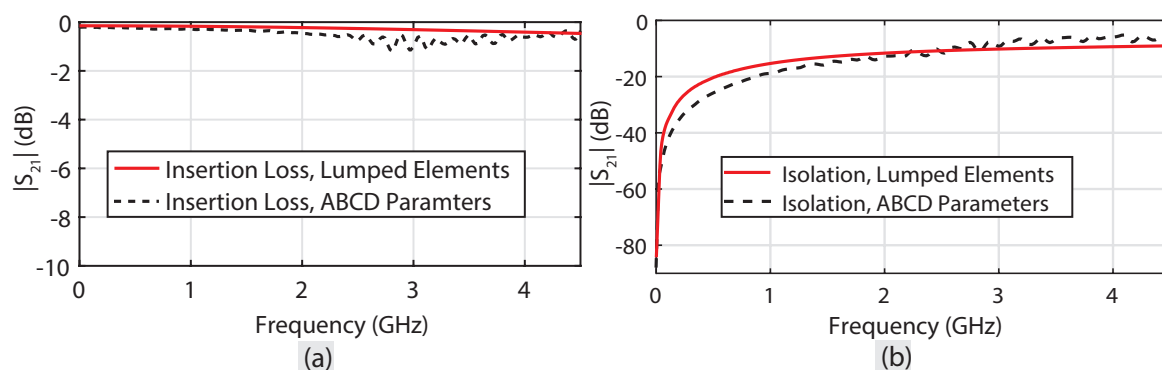 0
-2
-4
-6
-8
-10
|S21| (dB)
Insertion Loss, Lumped Elements
Insertion Loss, ABCD Paramters
0 1 2 3 4
Frequency (GHz)
(a)
0
-20
-40
-60
-80
|S21| (dB)
Isolation, Lumped Elements
Isolation, ABCD Parameters
0 1 2 3 4
Frequency (GHz)
(b)